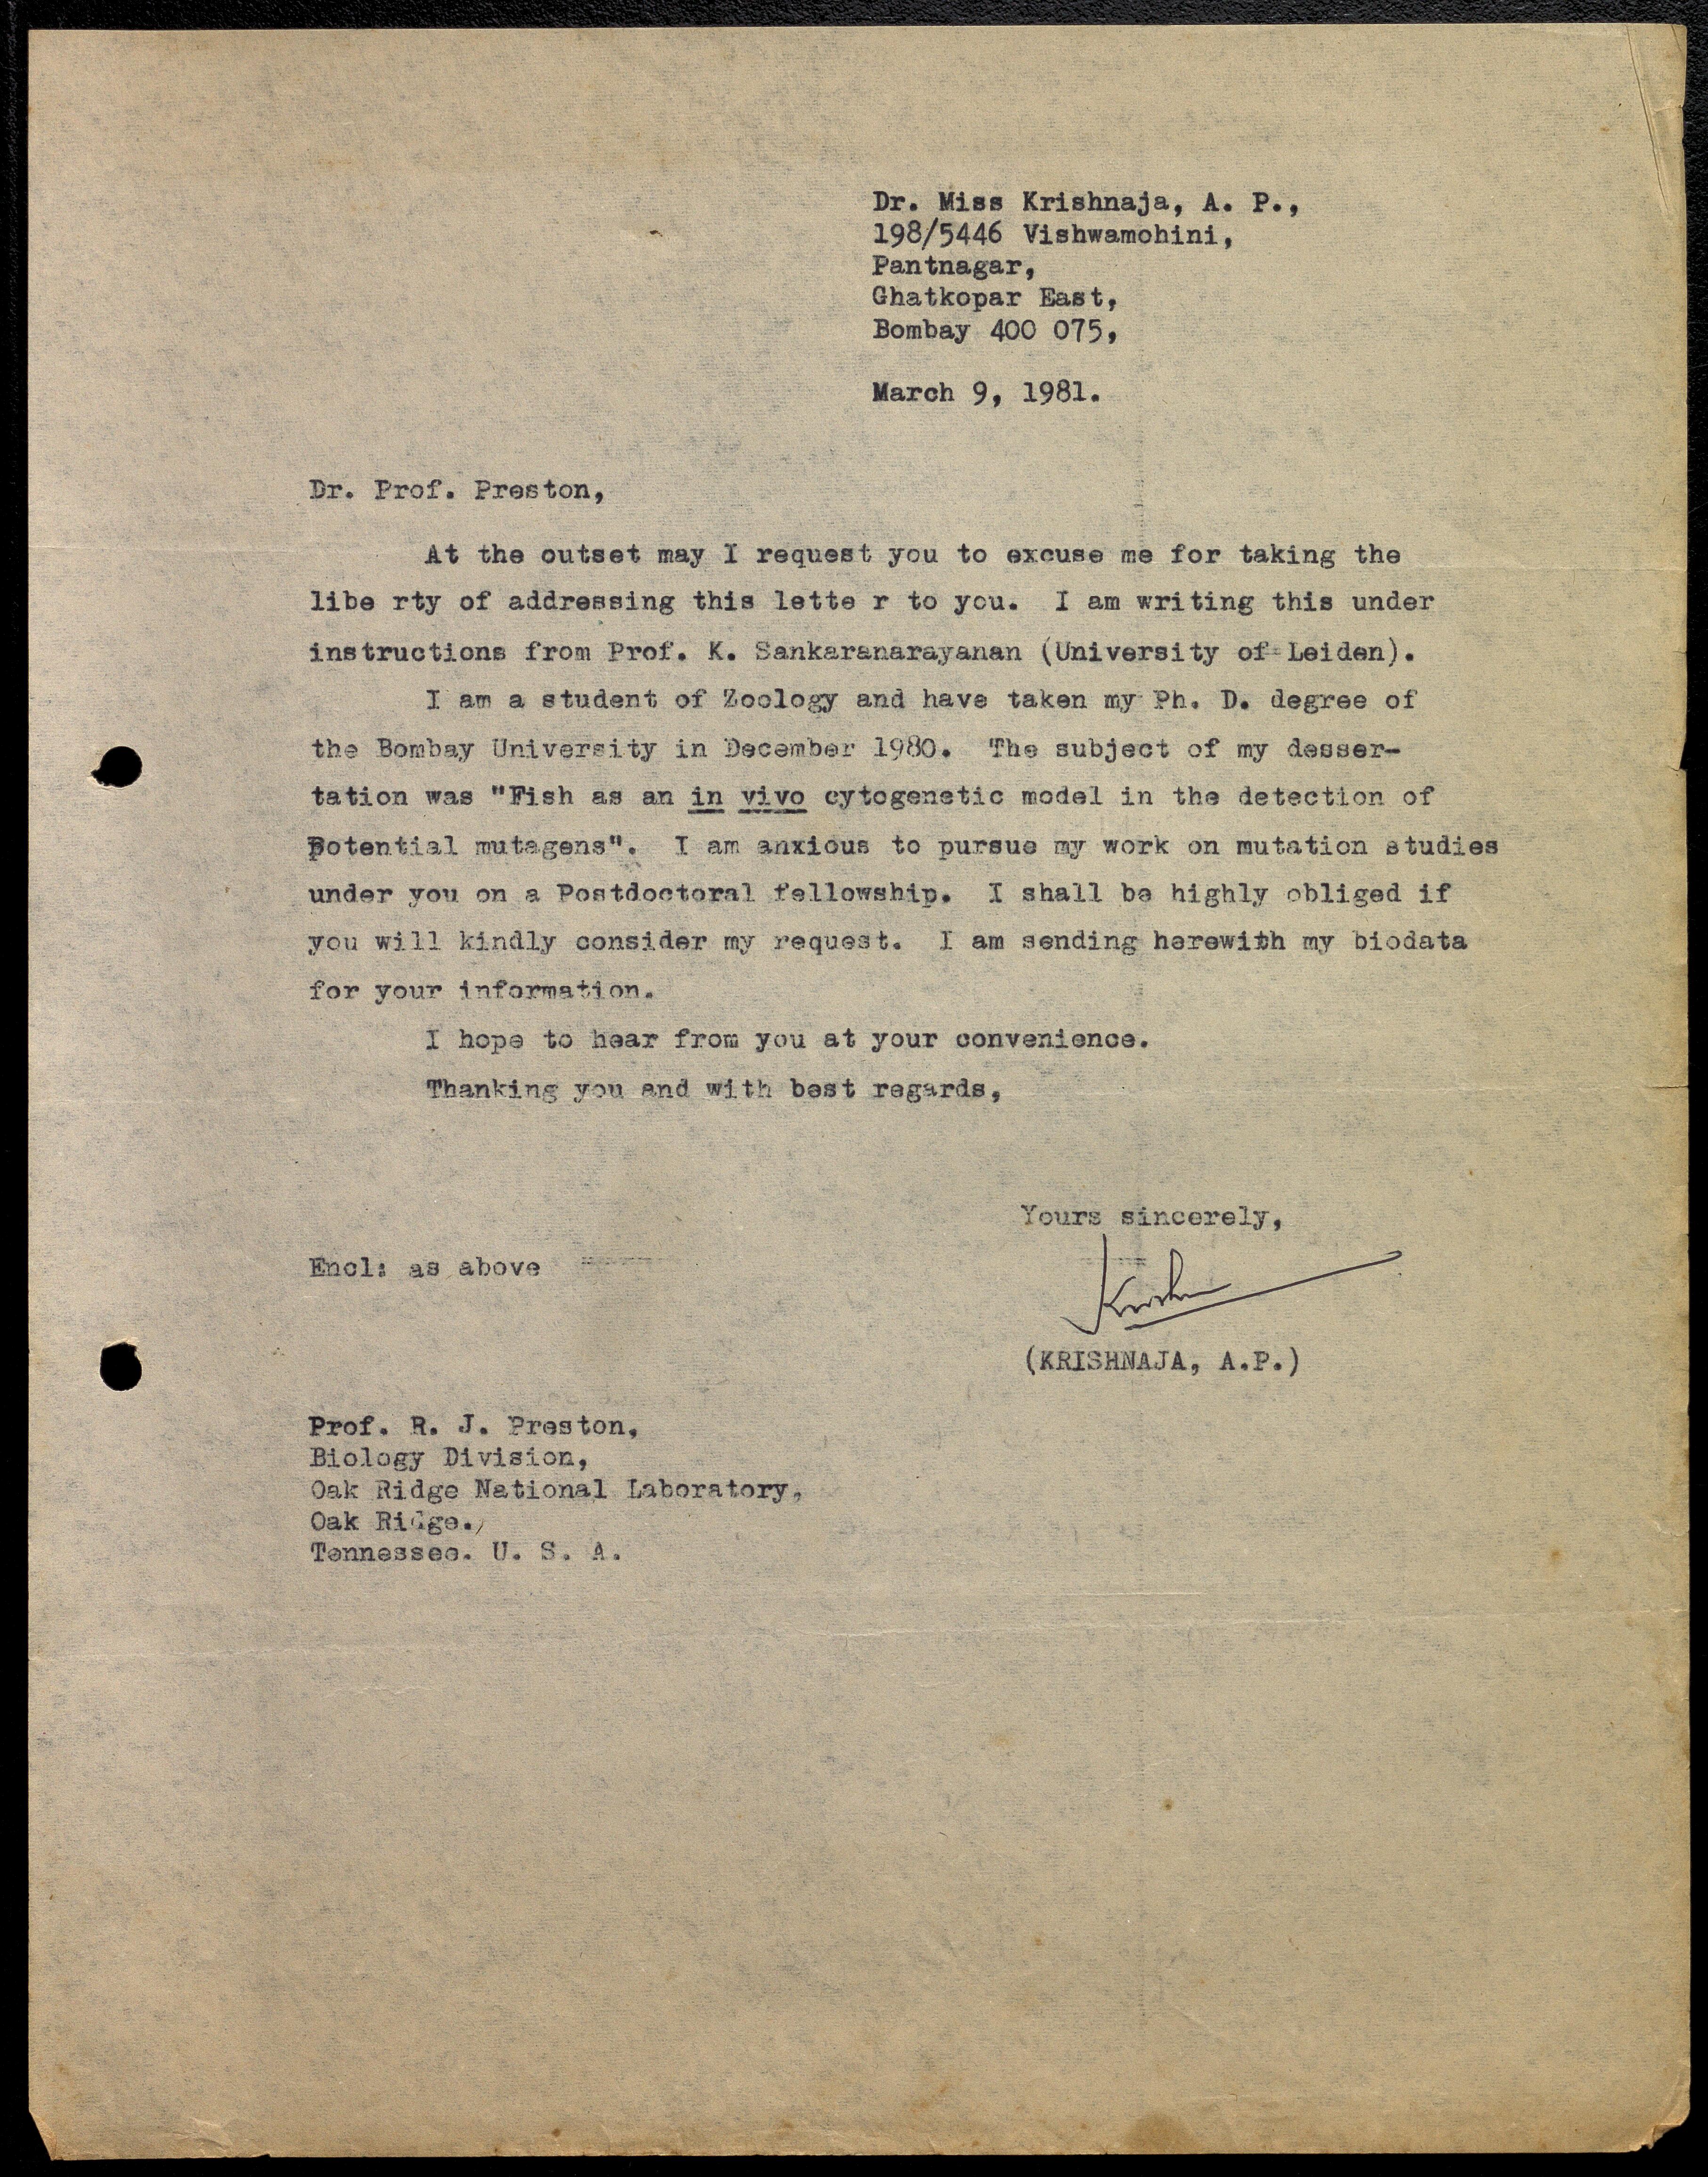 Dr. Miss Krishnaja, A. P.,
198/5446 Vishwamohini,
Pantnagar,
Ghatkopar East,
Bombay 400 075,
March 9, 1981.
Dr. Prof. Preston,
At the outset may I request you to excuse me for taking the
libe rty of addressing this lette r to you. I am writing this under
instructions from Prof. K. Sankaranarayanan (University of Leiden).
I am a student of Zoology and have taken my Ph. D. degree of
the Bombay University in December 1980. The subject of my desser-
tation was "Fish as an in vivo cytogenetic model in the detection of
potential mutagens". I am anxious to pursue my work on mutation studies
under you on a Postdoctoral fellowship. I shall be highly obliged if
you will kindly consider my request. I am sending herewith my biodata
for your information.
I hope to hear from you at your convenience.
Thanking you and with best regards,
Yours sincerely,
Encl: as above
Krishn
(KRISHNAJA, A.P.)
Prof. R. J. Preston,
Biology Division,
Oak Ridge National Laboratory,
Oak Ridge.,
Tennessee. U. S. A.